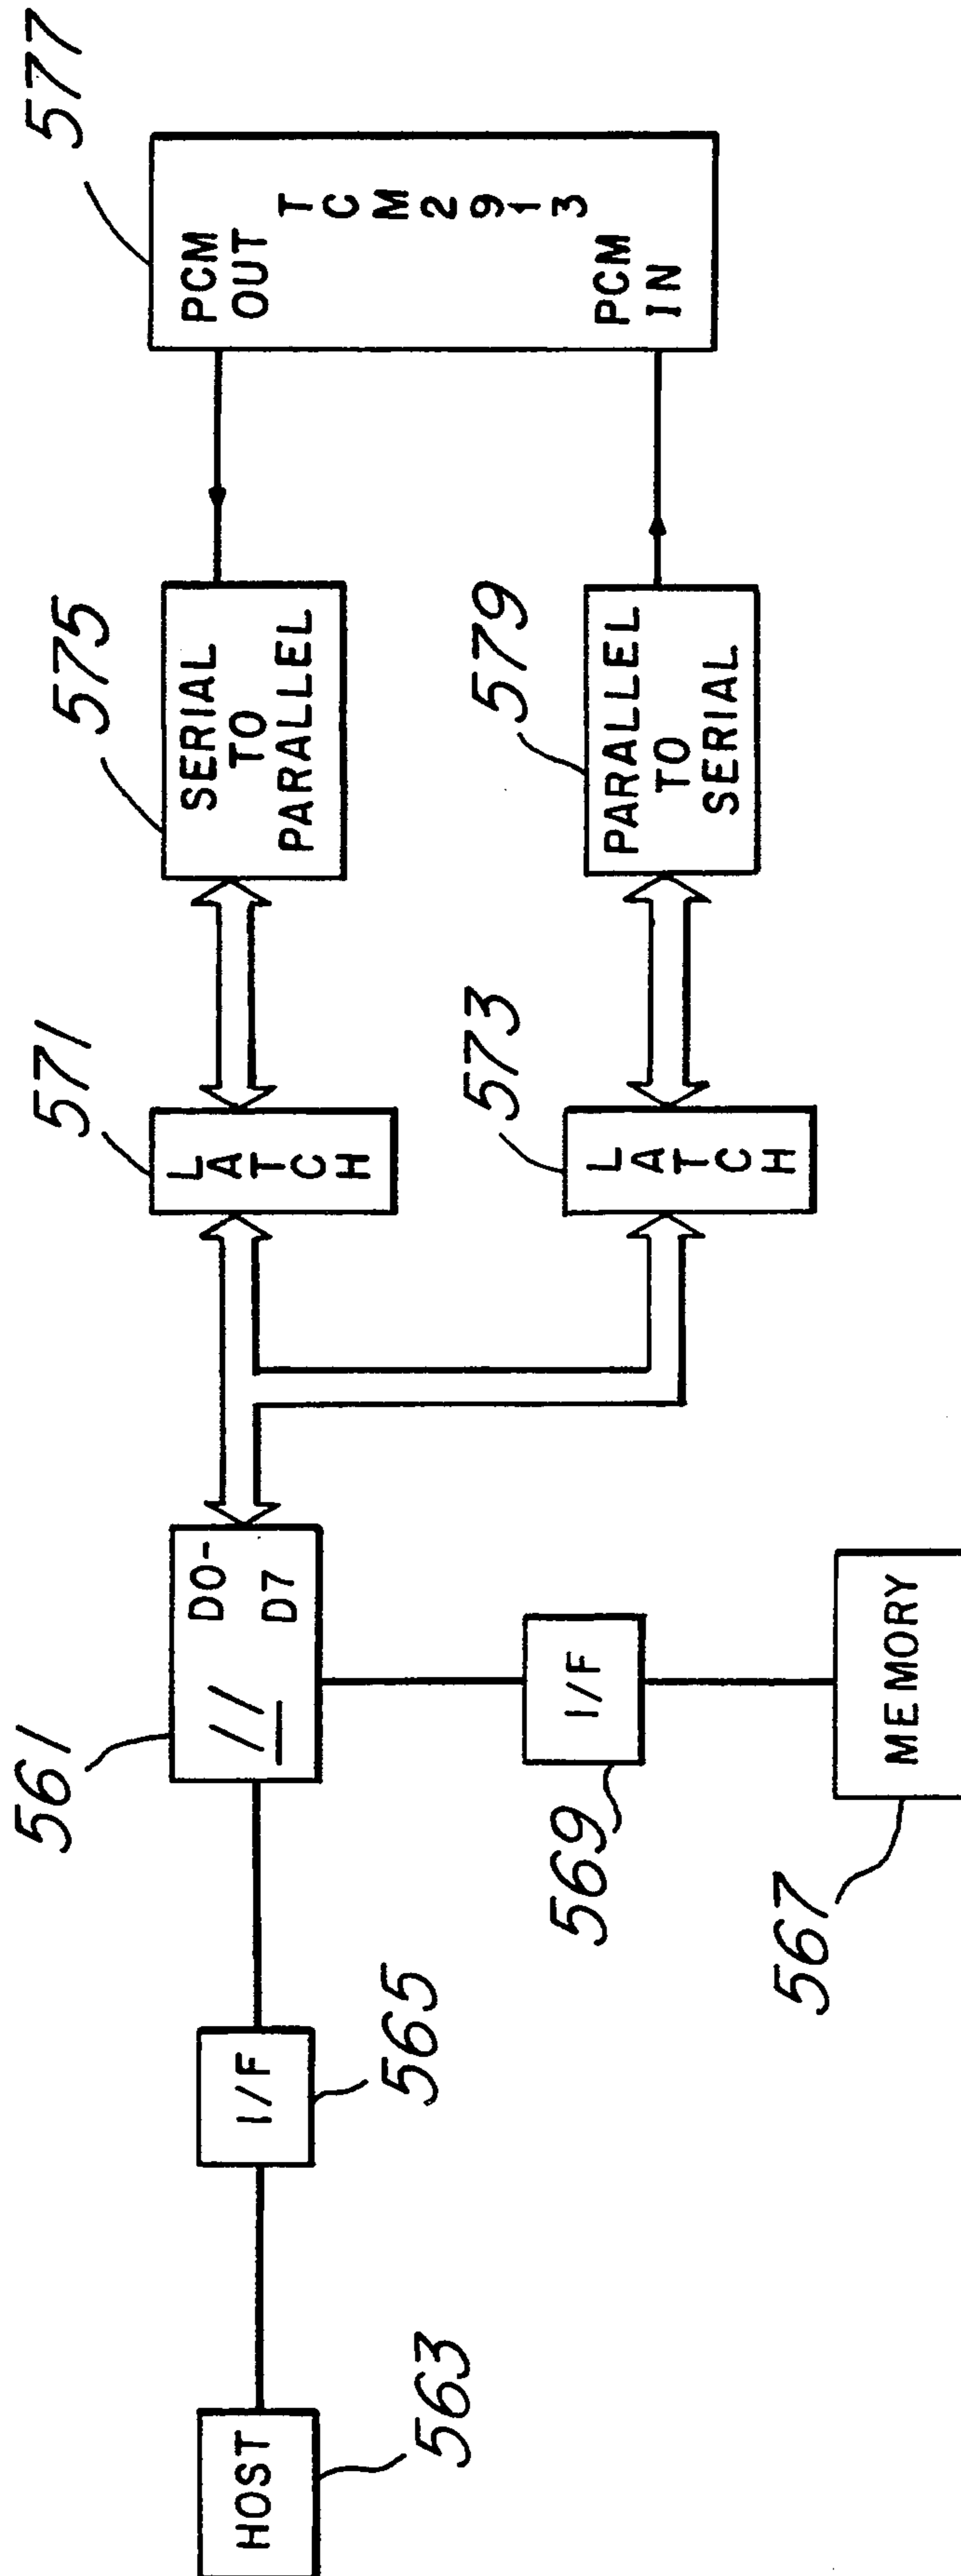 HOST
563
I/F
565
561
11
D0-
D7
I/F
569
MEMORY
567
571
LATCH
573
LATCH
575
SERIAL
TO
PARALLEL
579
PARALLEL
TO
SERIAL
577
PCM
OUT
TCM2913
PCM
IN